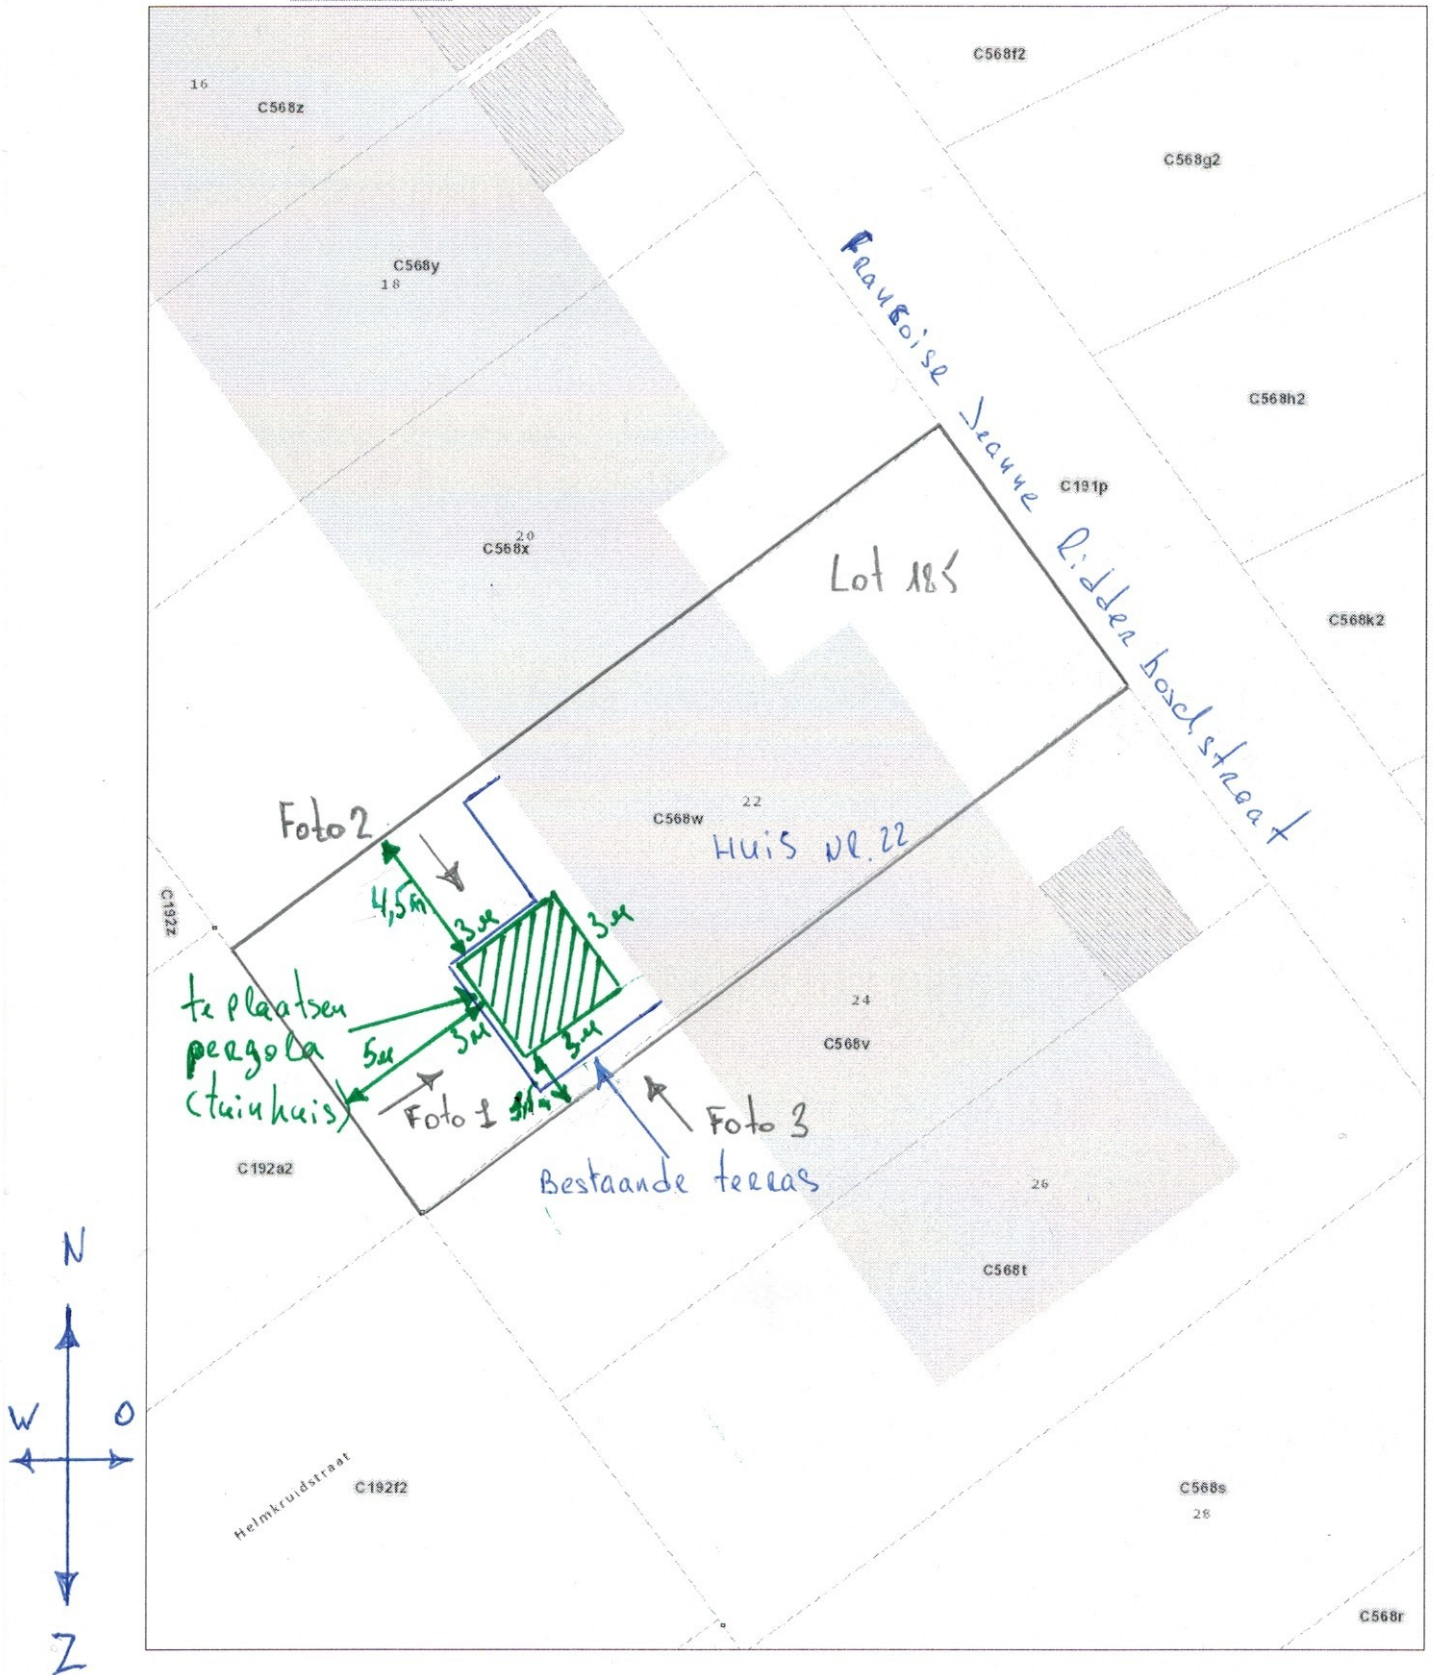 C568f2
16
C568z
C568g2
C568y
18
Fransoise Jeanne Ridderboschstraat
C568h2
C191p
20
C568x
Lot 185
C568k2
22
C568w
HUIS NR. 22
Foto 2
4,5m
3m
3m
C192z
te plaatsen
pergola
(tuinhuis)
5m
3m
3m
24
C568v
Foto 1
Foto 3
Bestaande terras
C192a2
26
C568t
N
W
O
Z
Helmkruidstraat
C192f2
C568s
28
C568r